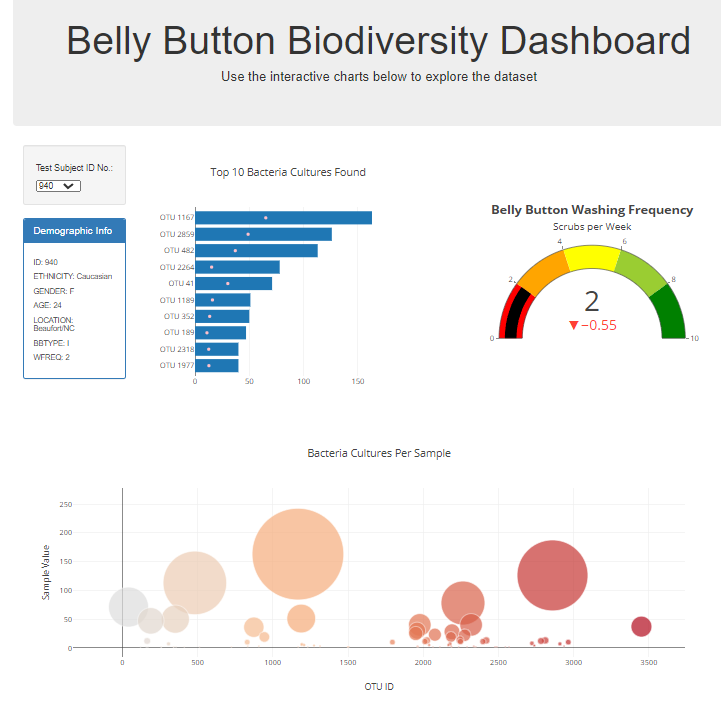 Belly Button Biodiversity Dashboard
Use the interactive charts below to explore the dataset
Test Subject ID No.:
940
Demographic Info
ID: 940
ETHNICITY: Caucasian
GENDER: F
AGE: 24
LOCATION:
Beaufort/NC
BBTYPE: I
WFREQ: 2
Top 10 Bacteria Cultures Found
OTU 1167
OTU 2859
OTU 482
OTU 2264
OTU 41
OTU 1189
OTU 352
OTU 189
OTU 2318
OTU 1977
0 50 100 150
Belly Button Washing Frequency
Scrubs per Week
4 6
2 8
0 10
2
▼−0.55
Bacteria Cultures Per Sample
250
200
150
100
50
0
Sample Value
0 500 1000 1500 2000 2500 3000 3500
OTU ID